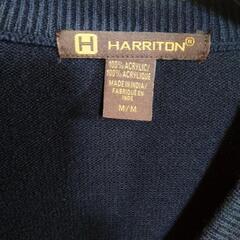 H HARRITON®
100% ACRYLIC/
100% ACRYLIQUE
MADE IN INDIA/
FABRIQUÉ EN
INDE
M/M